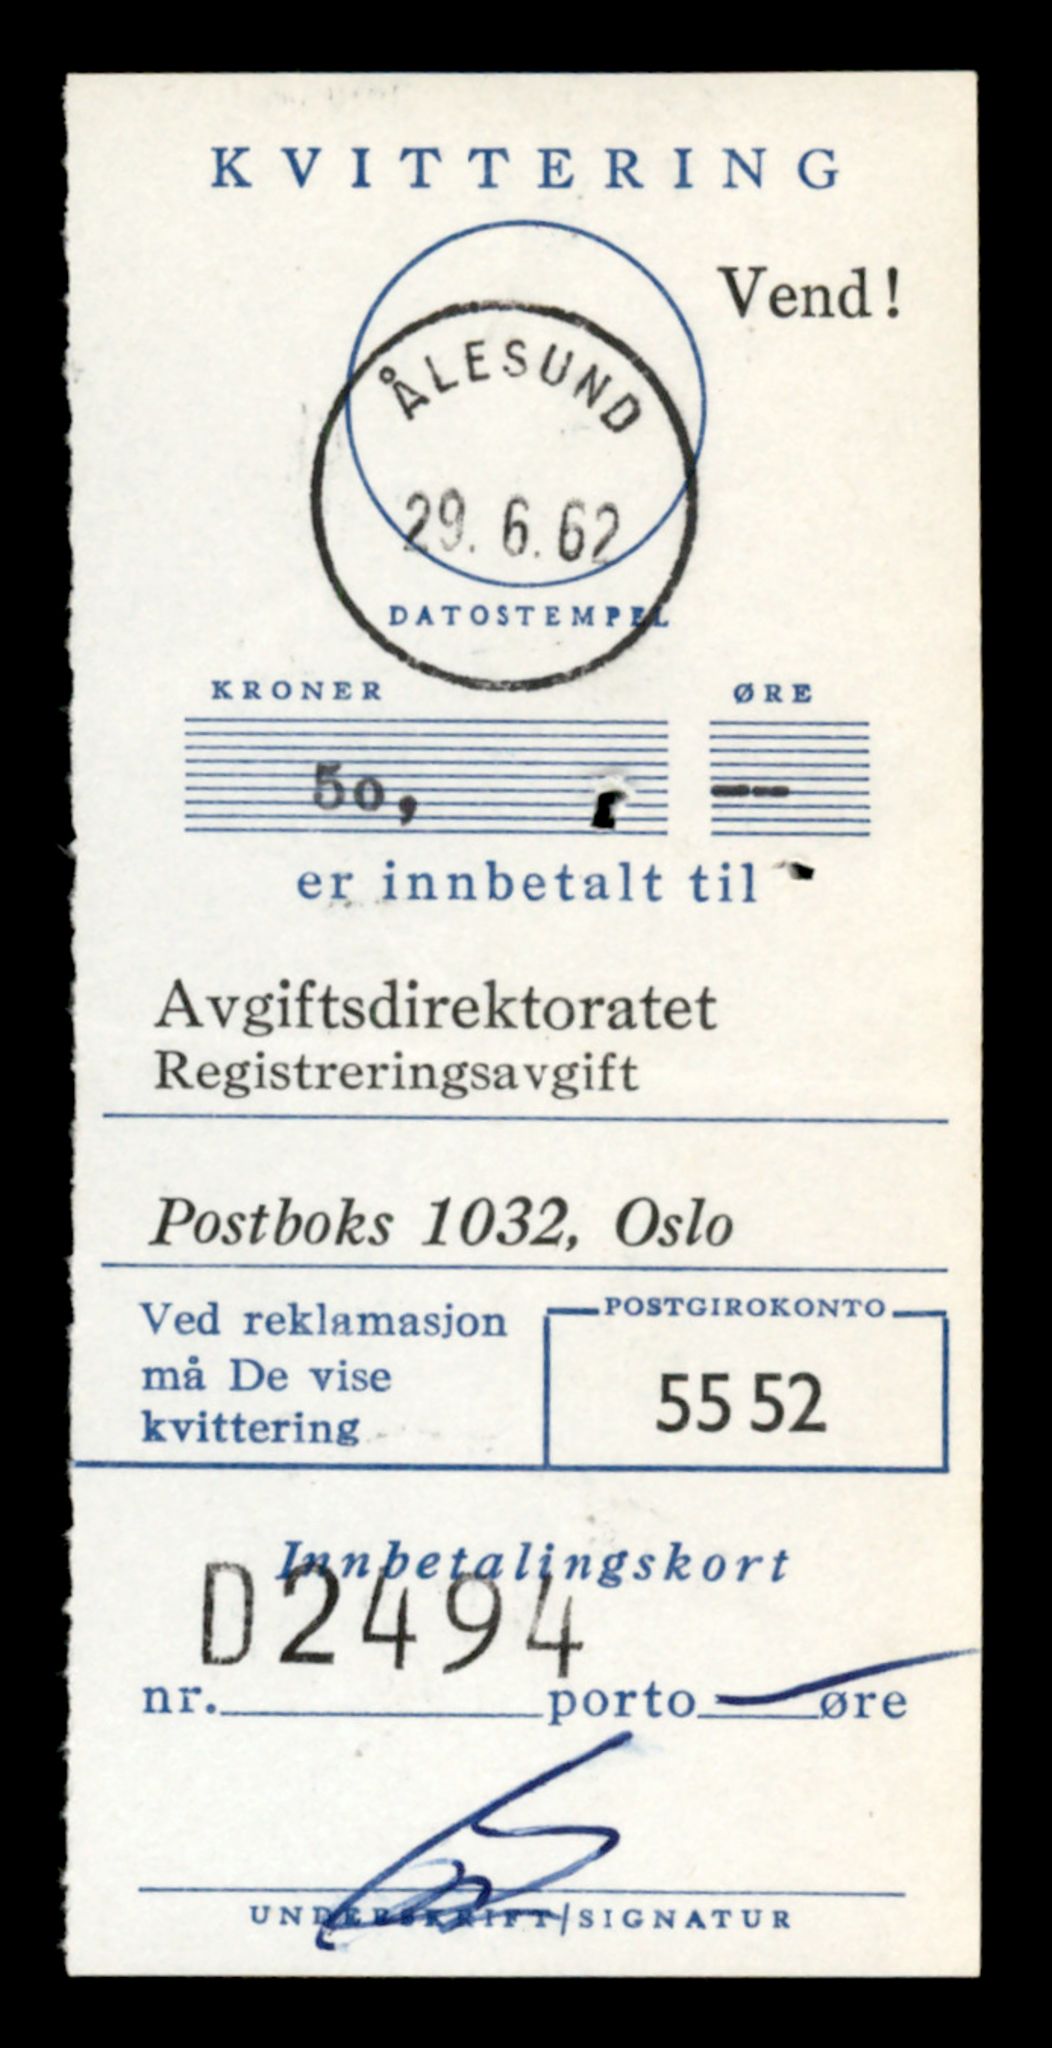 KVITTERING
Vend!
ÅLESUND
29.6.62
DATOSTEMPEL
KRONER ØRE
5o, --
er innbetalt til
Avgiftsdirektoratet
Registreringsavgift
Postboks 1032, Oslo
Ved reklamasjon
må De vise
kvittering
POSTGIROKONTO
55 52
Innbetalingskort
D2494
nr. porto øre
UNDERSKRIFT/SIGNATUR